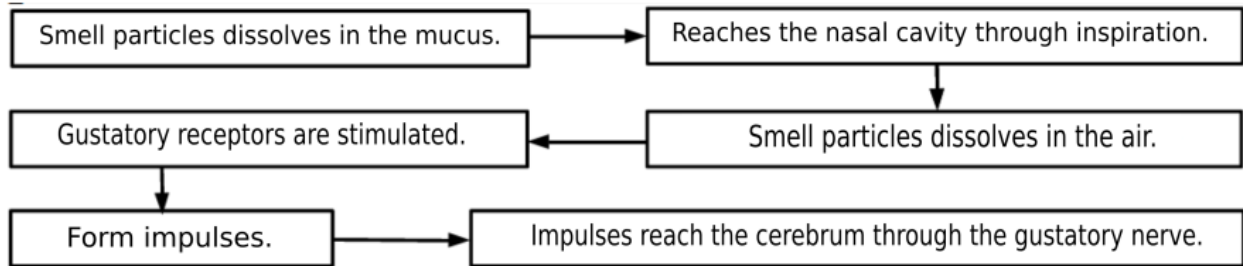 Smell particles dissolves in the mucus.
Reaches the nasal cavity through inspiration.
Smell particles dissolves in the air.
Gustatory receptors are stimulated.
Form impulses.
Impulses reach the cerebrum through the gustatory nerve.